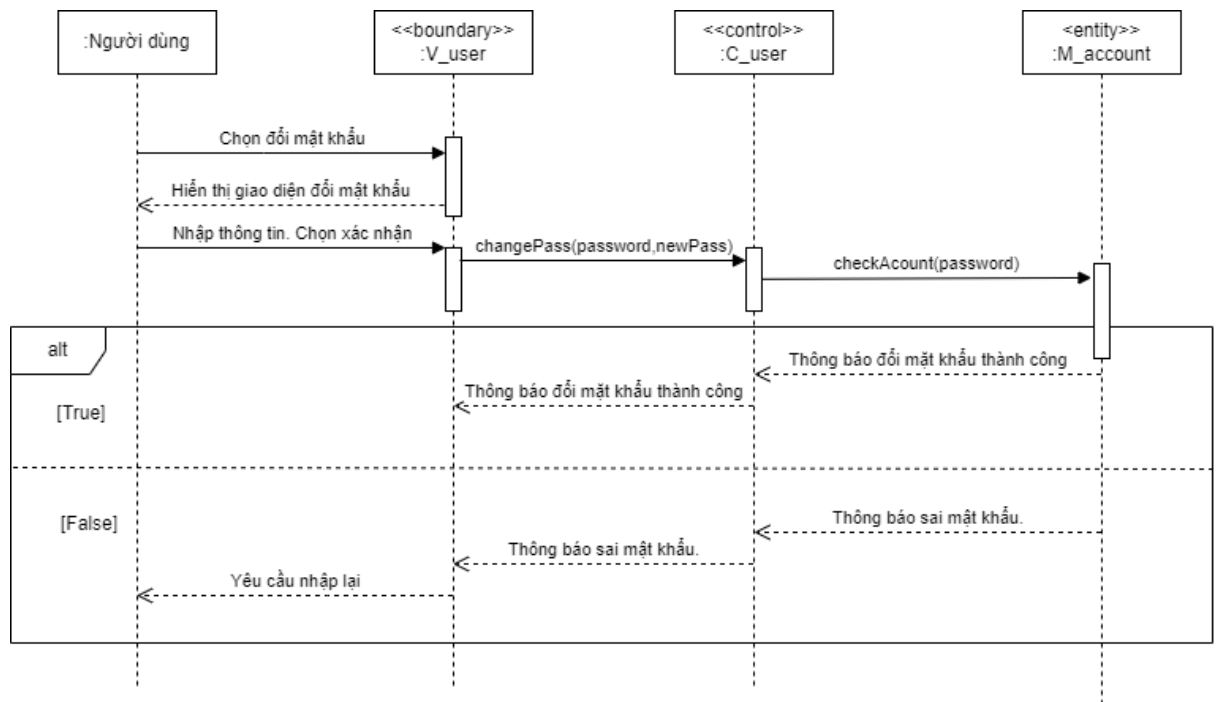 :Người dùng
<<boundary>>
:V_user
<<control>>
:C_user
<entity>>
:M_account
Chọn đổi mật khẩu
Hiển thị giao diện đổi mật khẩu
Nhập thông tin. Chọn xác nhận
changePass(password,newPass)
checkAcount(password)
alt
Thông báo đổi mặt khẩu thành công
Thông báo đổi mặt khẩu thành công
[True]
[False]
Thông báo sai mật khẩu.
Thông báo sai mật khẩu.
Yêu cầu nhập lại